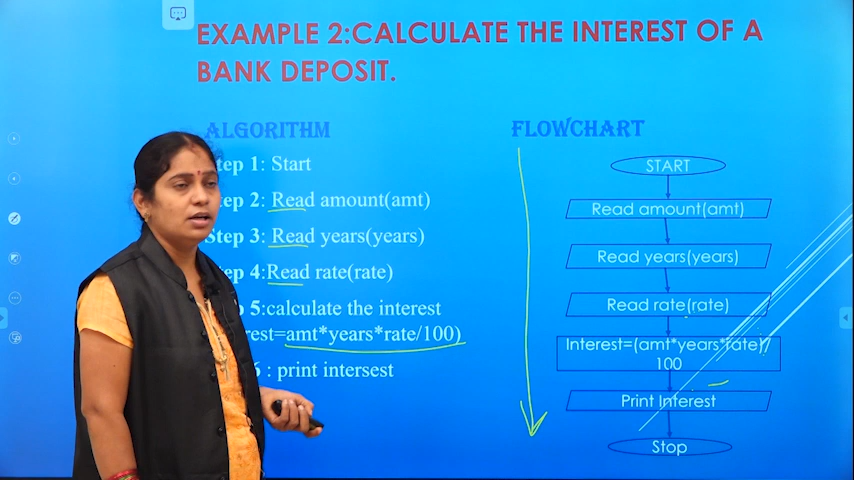 EXAMPLE 2:CALCULATE THE INTEREST OF A
BANK DEPOSIT.
ALGORITHM
tep 1: Start
tep 2: Read amount(amt)
Step 3: Read years(years)
ep 4:Read rate(rate)
5:calculate the interest
rest=amt*years*rate/100)
6 : print intersest
FLOWCHART
START
Read amount(amt)
Read years(years)
Read rate(rate)
Interest=(amt*years*rate)/
100
Print Interest
Stop